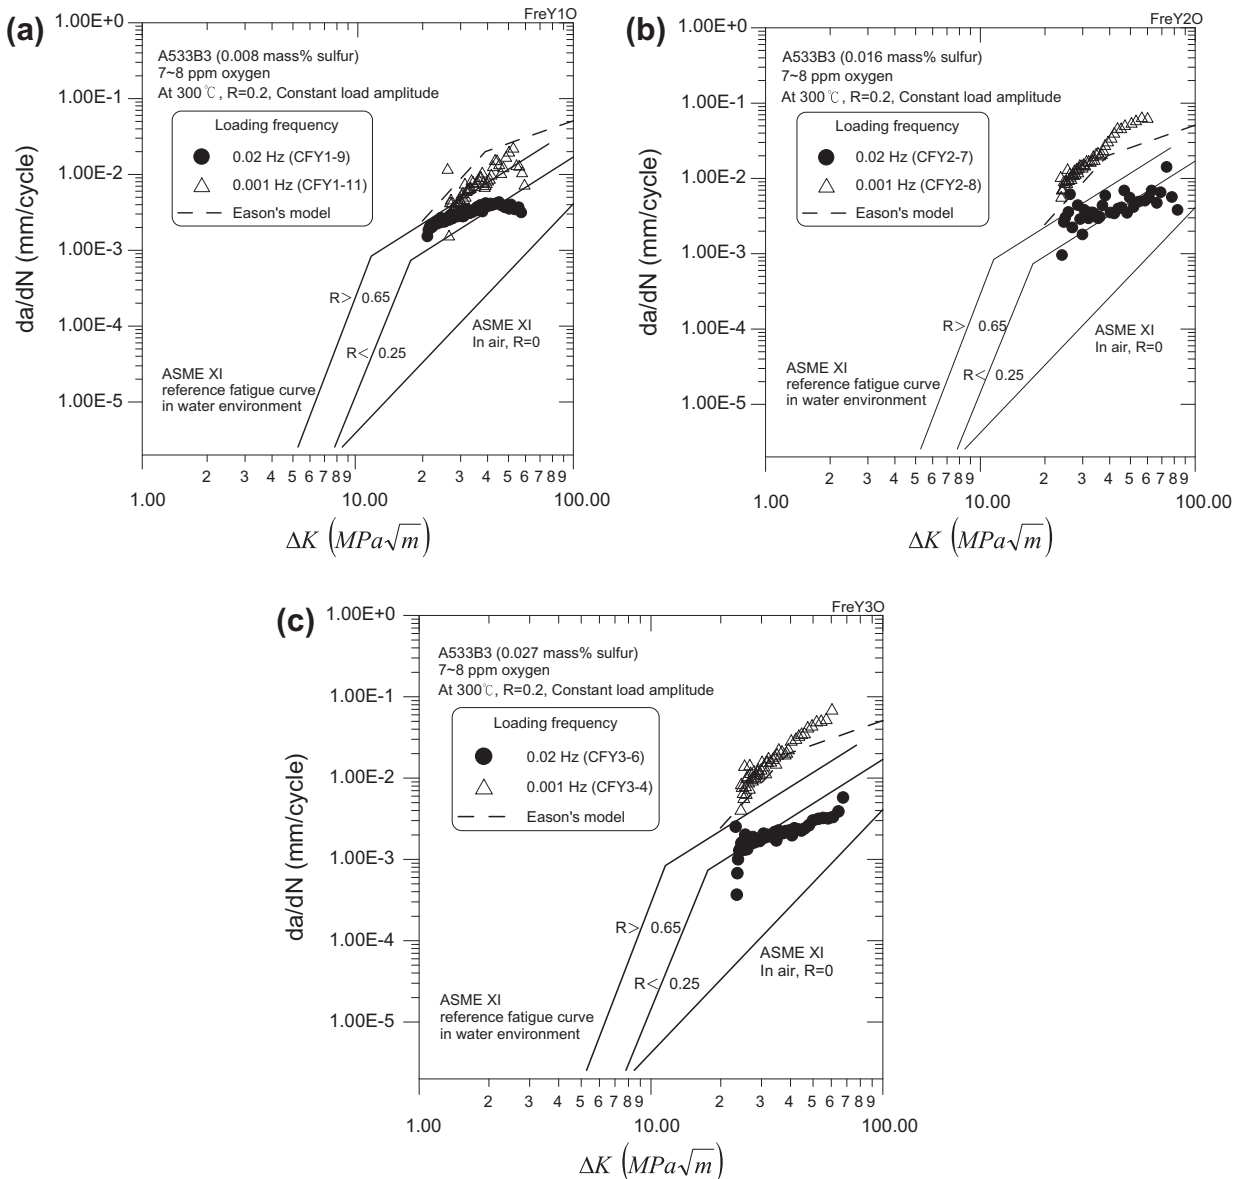 (a)
FreY1O
1.00E+0
1.00E-1
1.00E-2
1.00E-3
1.00E-4
1.00E-5
da/dN (mm/cycle)
A533B3 (0.008 mass% sulfur)
7~8 ppm oxygen
At 300℃, R=0.2, Constant load amplitude
Loading frequency
0.02 Hz (CFY1-9)
0.001 Hz (CFY1-11)
Eason's model
R> 0.65
R< 0.25
ASME XI
In air, R=0
ASME XI
reference fatigue curve
in water environment
2 3 4 5 6 7 8 9 2 3 4 5 6 7 8 9
1.00 10.00 100.00
ΔK (MPa√m)
(b)
FreY2O
1.00E+0
1.00E-1
1.00E-2
1.00E-3
1.00E-4
1.00E-5
da/dN (mm/cycle)
A533B3 (0.016 mass% sulfur)
7~8 ppm oxygen
At 300℃, R=0.2, Constant load amplitude
Loading frequency
0.02 Hz (CFY2-7)
0.001 Hz (CFY2-8)
Eason's model
R> 0.65
R< 0.25
ASME XI
In air, R=0
ASME XI
reference fatigue curve
in water environment
2 3 4 5 6 7 8 9 2 3 4 5 6 7 8 9
1.00 10.00 100.00
ΔK (MPa√m)
(c)
FreY3O
1.00E+0
1.00E-1
1.00E-2
1.00E-3
1.00E-4
1.00E-5
da/dN (mm/cycle)
A533B3 (0.027 mass% sulfur)
7~8 ppm oxygen
At 300℃, R=0.2, Constant load amplitude
Loading frequency
0.02 Hz (CFY3-6)
0.001 Hz (CFY3-4)
Eason's model
R> 0.65
R< 0.25
ASME XI
In air, R=0
ASME XI
reference fatigue curve
in water environment
2 3 4 5 6 7 8 9 2 3 4 5 6 7 8 9
1.00 10.00 100.00
ΔK (MPa√m)